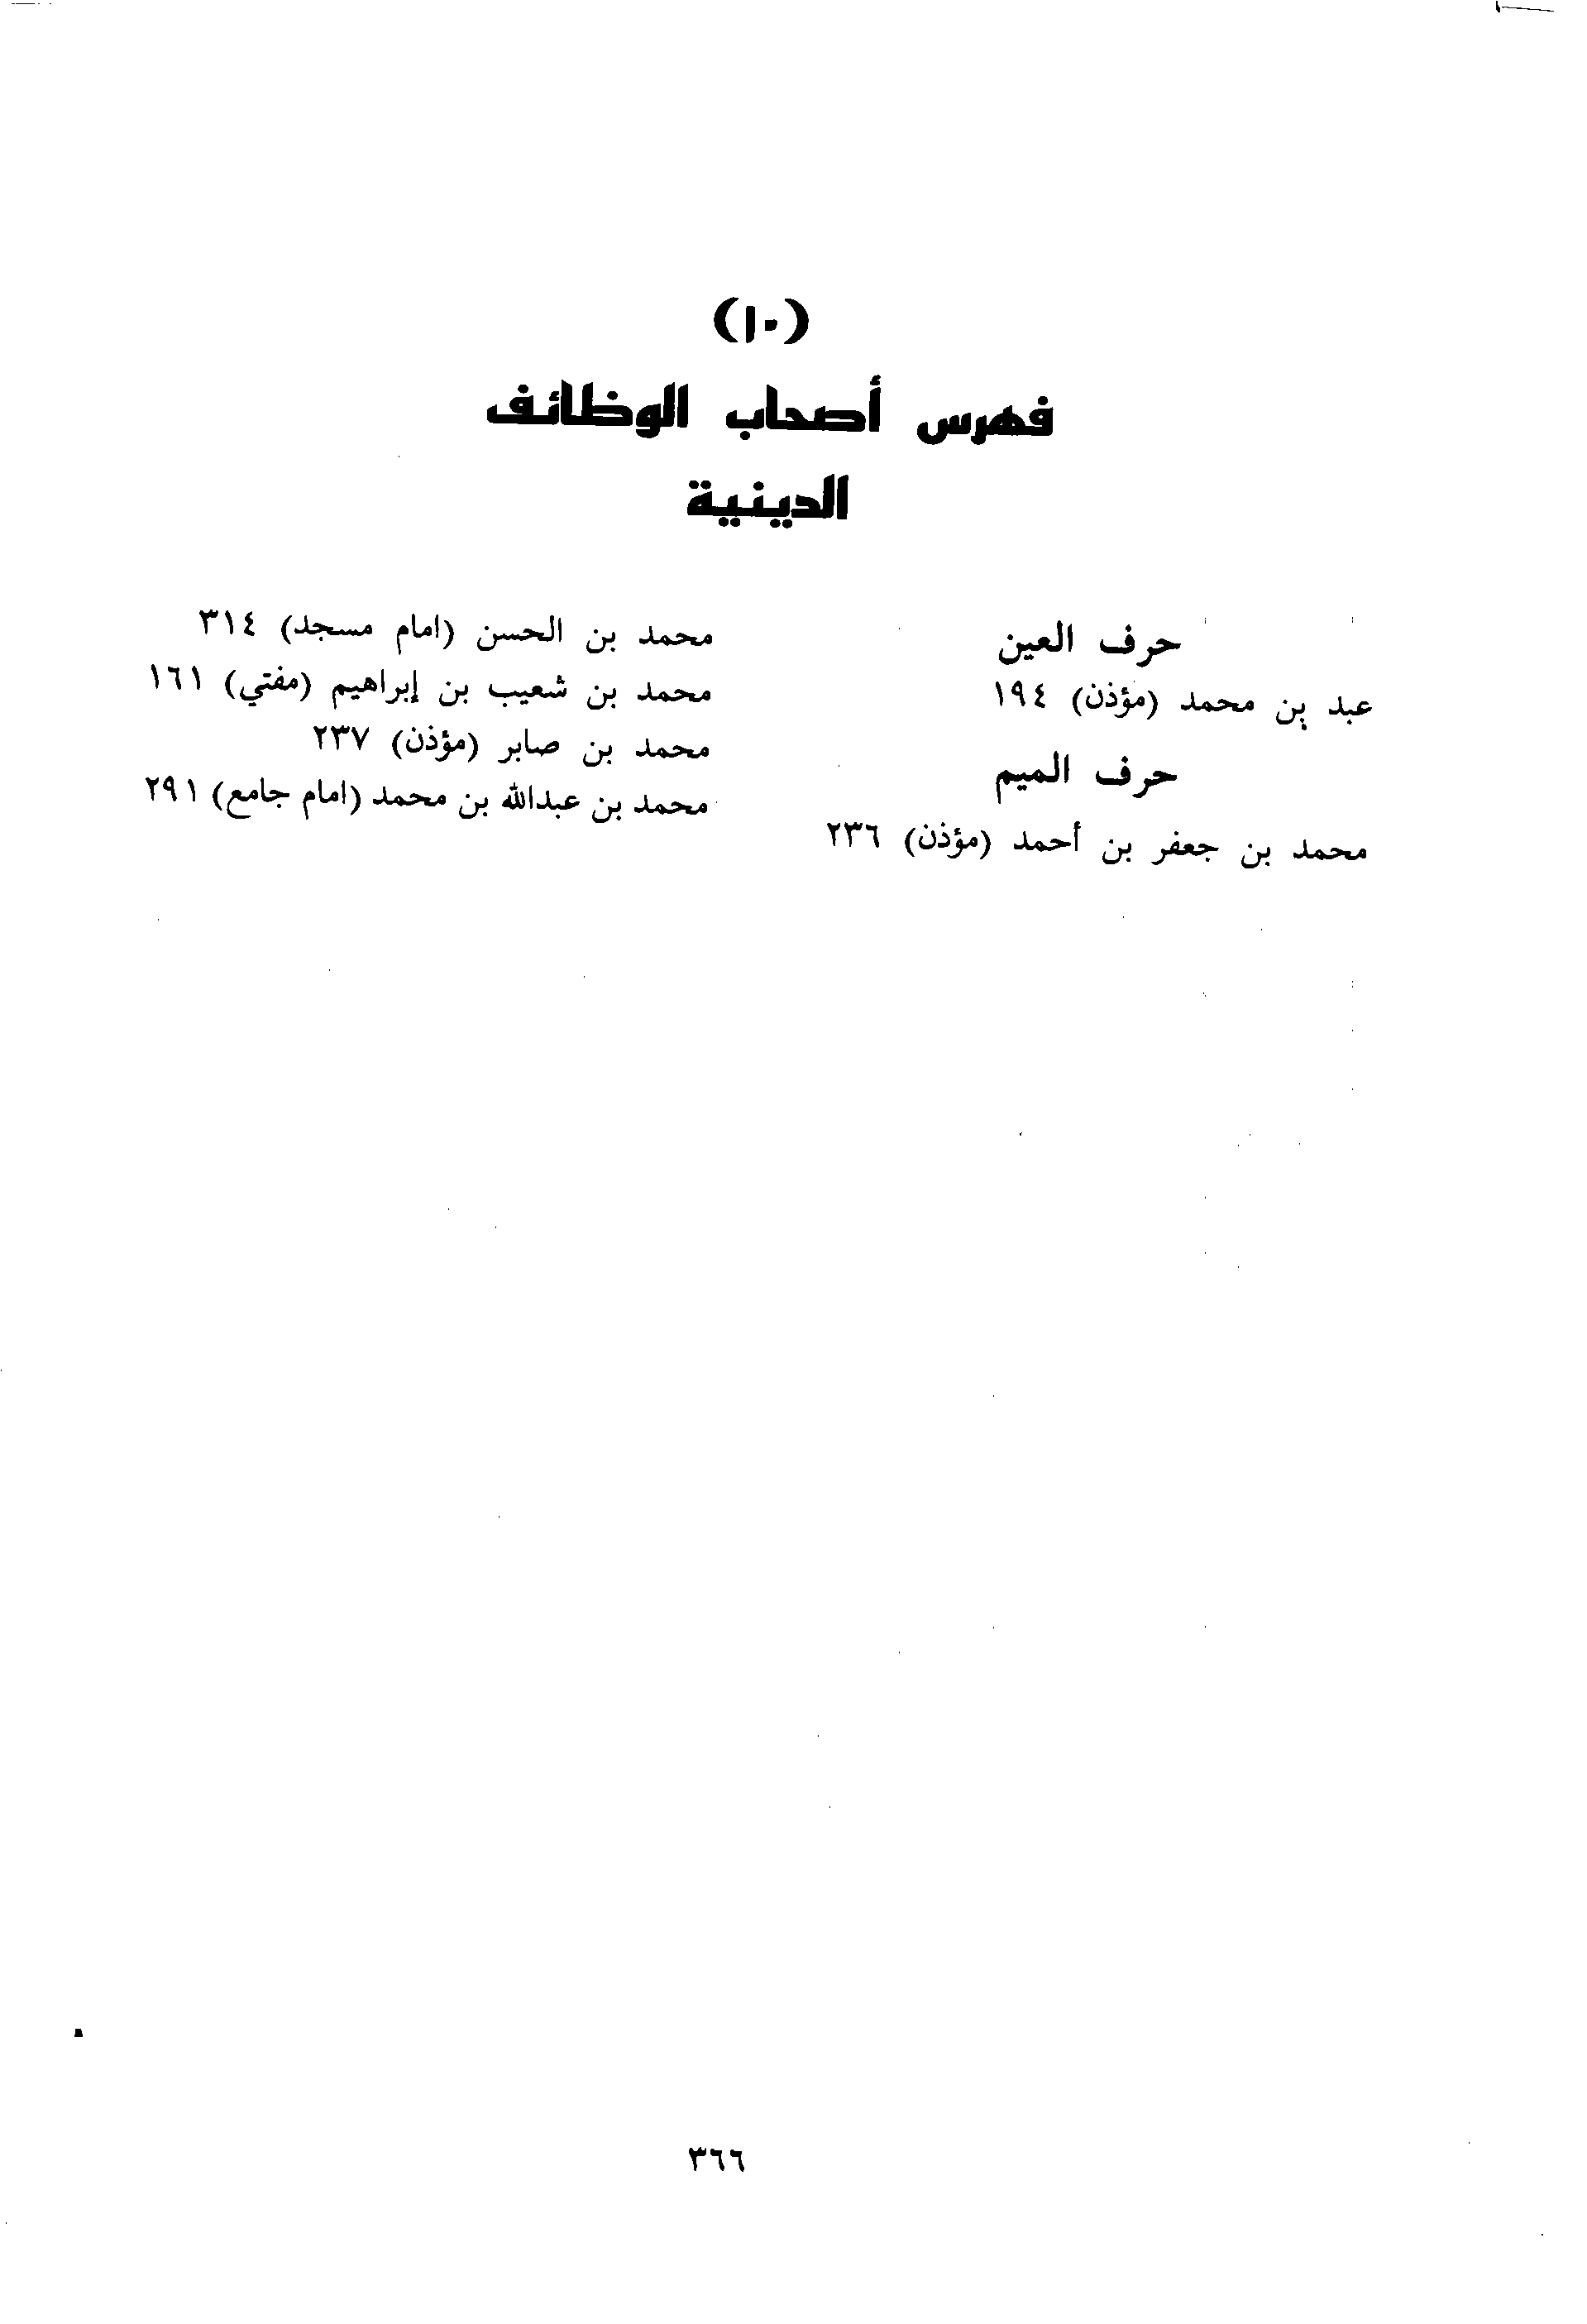 (١٠)
فهرس أصحاب الوظائف
الدينية
حرف العين
عبد بن محمد (مؤذن) ١٩٤
حرف الميم
محمد بن جعفر بن أحمد (مؤذن) ٢٣٦
محمد بن الحسن (امام مسجد) ٣١٤
محمد بن شعيب بن إبراهيم (مفتي) ١٦١
محمد بن صابر (مؤذن) ٢٣٧
محمد بن عبدالله بن محمد (امام جامع) ٢٩١
٣٦٦